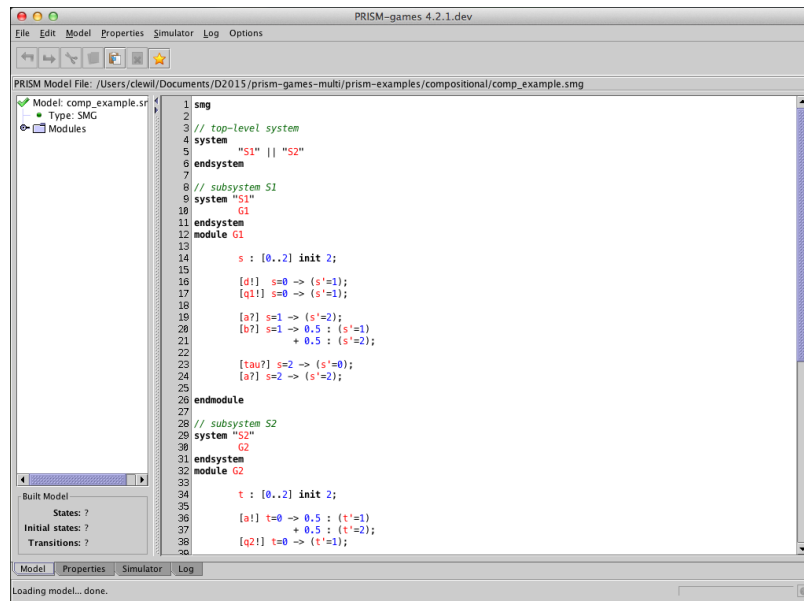 PRISM-games 4.2.1.dev
File Edit Model Properties Simulator Log Options
PRISM Model File: /Users/clewil/Documents/D2015/prism-games-multi/prism-examples/compositional/comp_example.smg
Model: comp_example.sr
Type: SMG
Modules
1 smg
2
3 // top-level system
4 system
5 "S1" || "S2"
6 endsystem
7
8 // subsystem S1
9 system "S1"
10 G1
11 endsystem
12 module G1
13
14 s : [0..2] init 2;
15
16 [d!] s=0 -> (s'=1);
17 [q1!] s=0 -> (s'=1);
18
19 [a?] s=1 -> (s'=2);
20 [b?] s=1 -> 0.5 : (s'=1)
21 + 0.5 : (s'=2);
22
23 [tau?] s=2 -> (s'=0);
24 [a?] s=2 -> (s'=2);
25
26 endmodule
27
28 // subsystem S2
29 system "S2"
30 G2
31 endsystem
32 module G2
33
34 t : [0..2] init 2;
35
36 [a!] t=0 -> 0.5 : (t'=1)
37 + 0.5 : (t'=2);
38 [q2!] t=0 -> (t'=1);
39
Built Model
States: ?
Initial states: ?
Transitions: ?
Model Properties Simulator Log
Loading model... done.